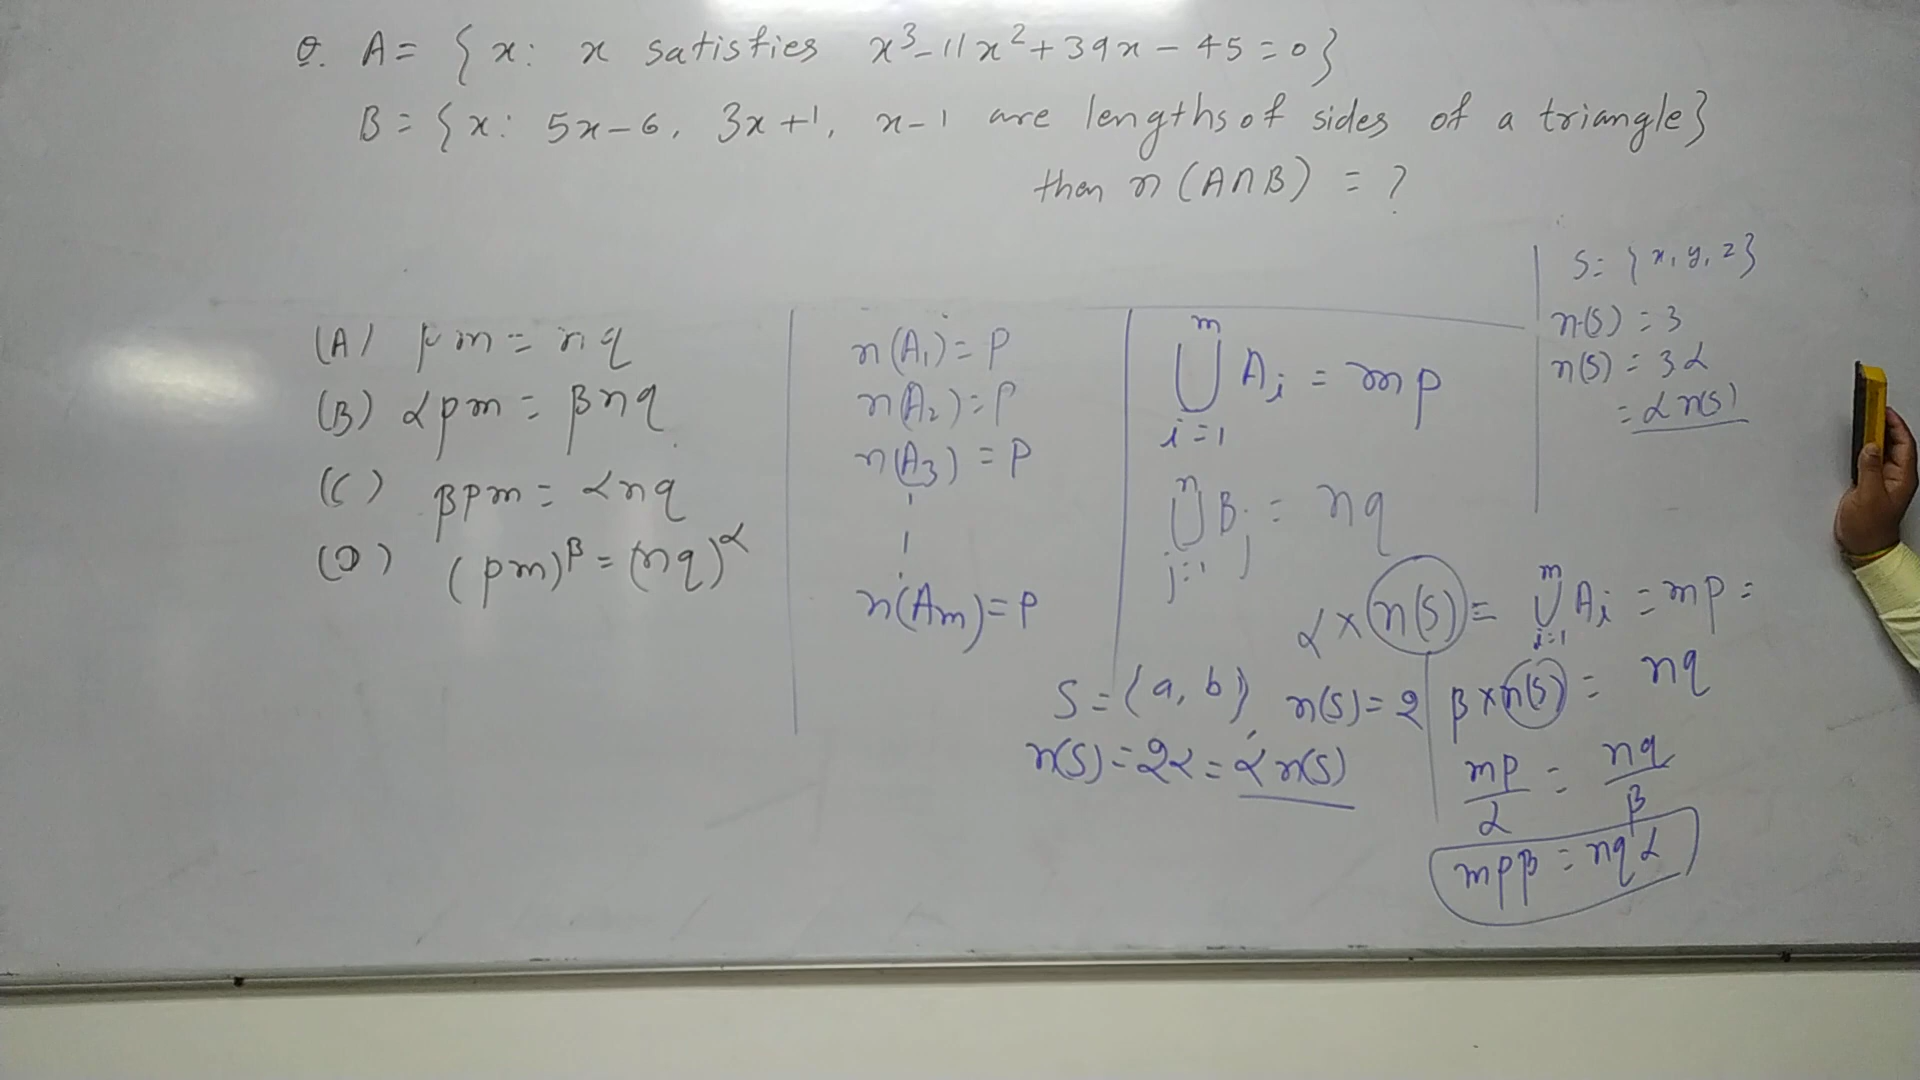 Q. A = { x : x satisfies x³ - 11x² + 39x - 45 = 0 }
B = { x : 5x - 6, 3x + 1, x - 1 are lengths of sides of a triangle }
then n (A∩B) = ?
(A) pm = nq
(B) αpm = βnq
(C) βpm = αnq
(D) (pm)^β = (nq)^α
n(A₁) = P
n(A₂) = P
n(A₃) = P
n(Aₘ) = P
m
⋃ Aᵢ = mp
i = 1
n
⋃ Bⱼ = nq
j = 1
S = { x, y, z }
n(S) = 3
n(S) = 3α
= α n(S)
α × n(S) = ⋃ᵐᵢ₌₁ Aᵢ = mp =
S = {a, b}, n(S) = 2
n(S) = 2α = α n(S)
β × n(S) = nq
mp/α = nq/β
mpβ = nqα